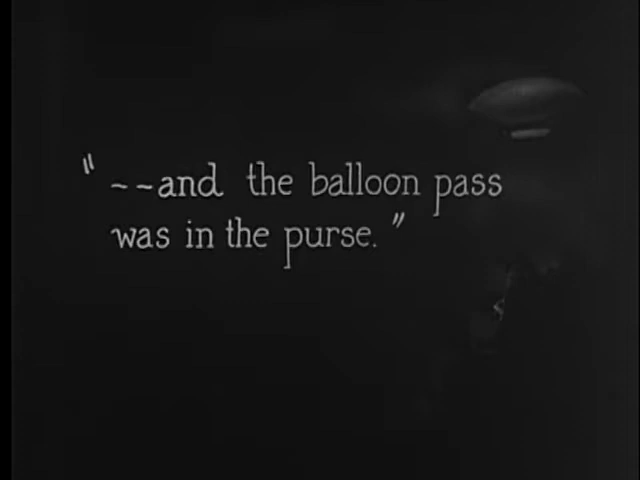 "~~and the balloon pass
was in the purse."